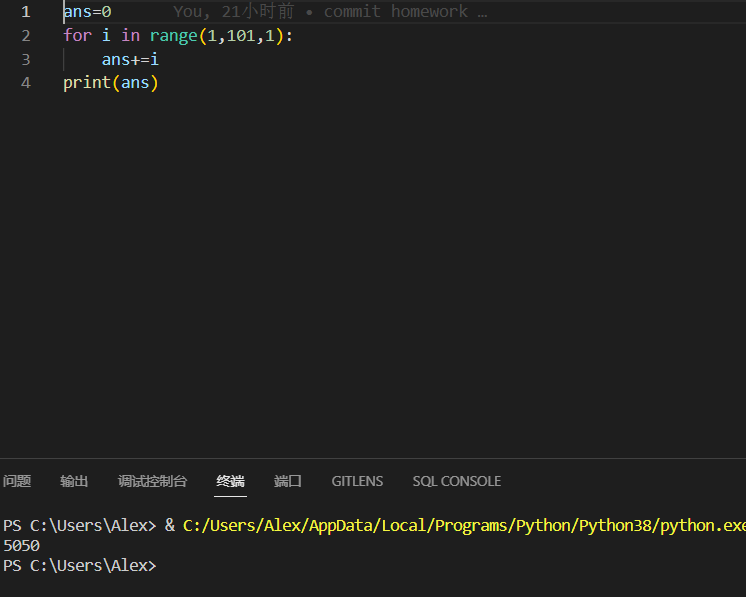 1 ans=0 You, 21小时前 • commit homework …
2 for i in range(1,101,1):
3 ans+=i
4 print(ans)
问题 输出 调试控制台 终端 端口 GITLENS SQL CONSOLE
PS C:\Users\Alex> & C:/Users/Alex/AppData/Local/Programs/Python/Python38/python.exe
5050
PS C:\Users\Alex>